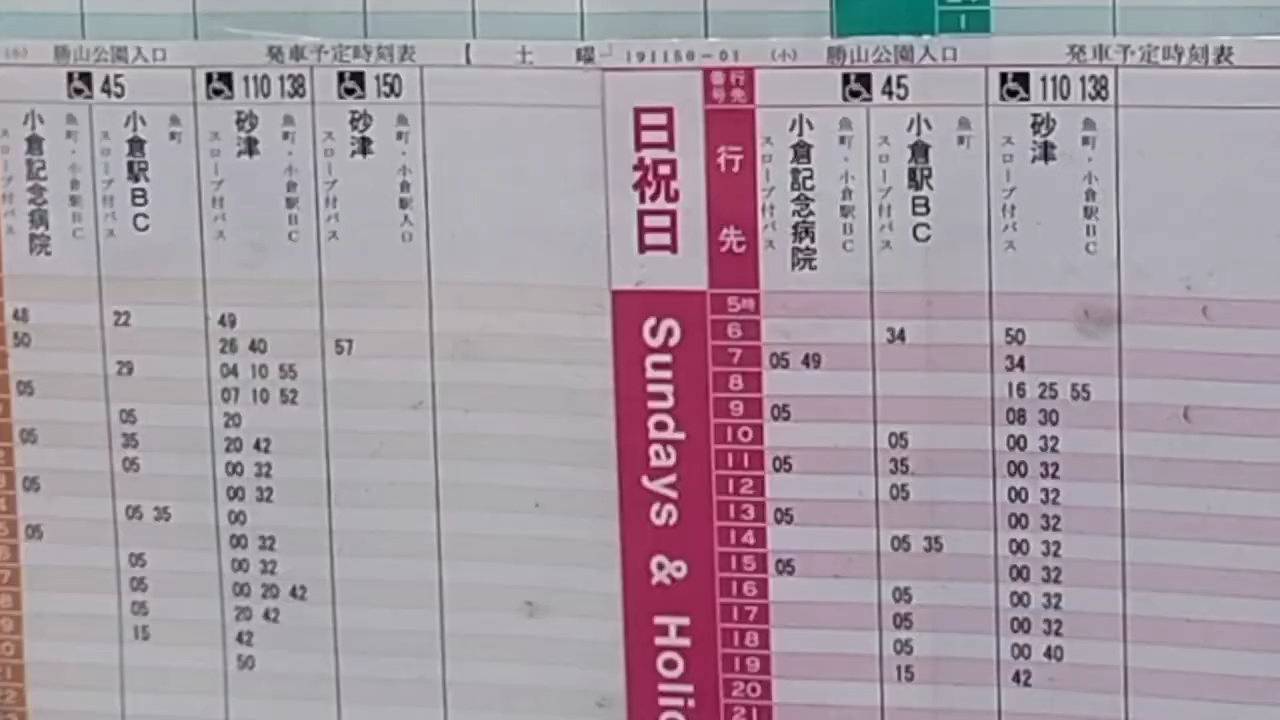 1
(小) 勝山公園入口 発車予定時刻表 【 土 曜
45
110 138
150
小倉記念病院
魚町・小倉駅BC
スロープ付バス
小倉駅BC
魚町
スロープ付バス
砂津
魚町・小倉駅BC
スロープ付バス
砂津
魚町・小倉駅入口
スロープ付バス
48 22 49
50 26 40 57
29 04 10 55
05 07 10 52
05 20
05 35 20 42
05 00 32
05 00 32
05 35 00
05 00 32
05 00 32
05 00 20 42
05 20 42
15 42
50
191150-01 (小) 勝山公園入口 発車予定時刻表
日祝日
Sundays & Holid
行先番号
45
110 138
行先
小倉記念病院
魚町・小倉駅BC
スロープ付バス
小倉駅BC
魚町
スロープ付バス
砂津
魚町・小倉駅BC
スロープ付バス
5時
6 34 50
7 05 49 34
8 16 25 55
9 05 08 30
10 05 00 32
11 05 35 00 32
12 05 00 32
13 05 00 32
14 05 35 00 32
15 05 00 32
16 05 00 32
17 05 00 32
18 05 00 40
19 15 42
20
21